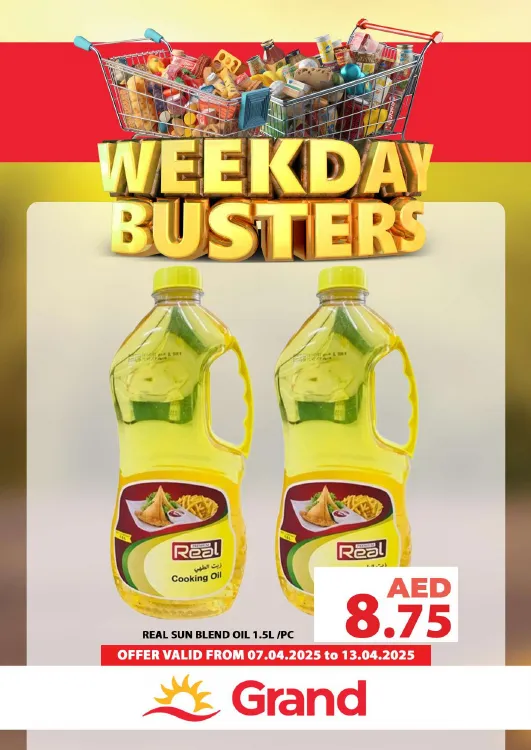 WEEKDAY
BUSTERS
Real
زيت الطهي
Cooking Oil
Real
AED
8.75
REAL SUN BLEND OIL 1.5L /PC
OFFER VALID FROM 07.04.2025 to 13.04.2025
Grand